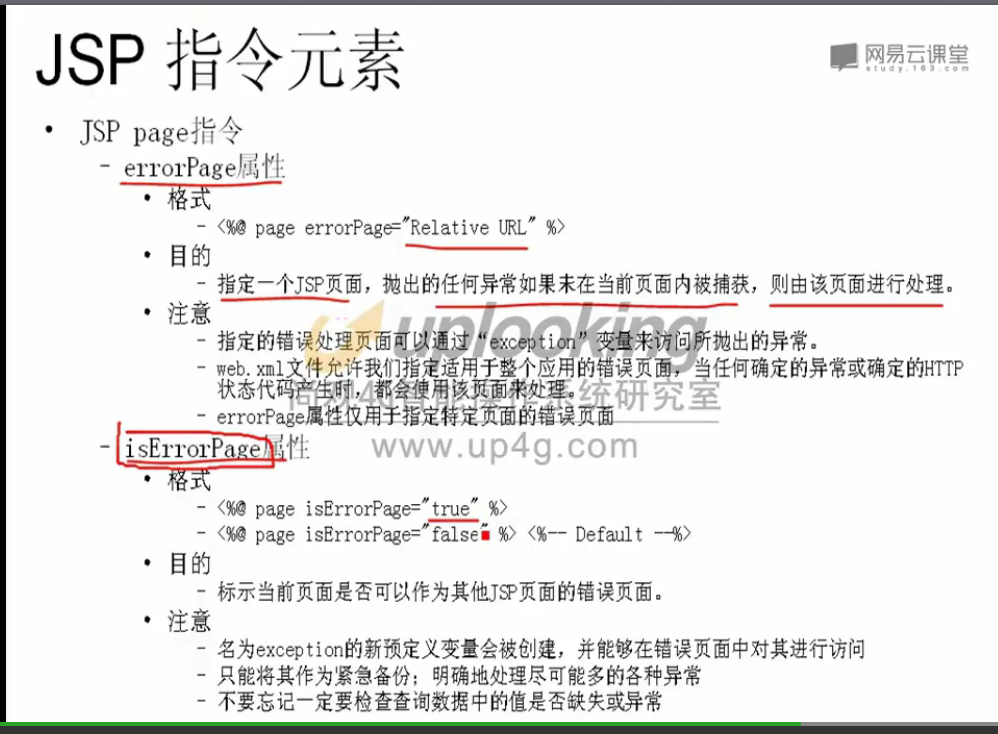 JSP 指令元素
网易云课堂
study.163.com
• JSP page指令
– errorPage属性
• 格式
– <%@ page errorPage="Relative URL" %>
• 目的
– 指定一个JSP页面，抛出的任何异常如果未在当前页面内被捕获，则由该页面进行处理。
• 注意
– 指定的错误处理页面可以通过“exception”变量来访问所抛出的异常。
– web.xml文件允许我们指定适用于整个应用的错误页面，当任何确定的异常或确定的HTTP
状态代码产生时，都会使用该页面来处理。
– errorPage属性仅用于指定特定页面的错误页面
uplooking
www.up4g.com
– isErrorPage属性
• 格式
– <%@ page isErrorPage="true" %>
– <%@ page isErrorPage="false" %> <%-- Default --%>
• 目的
– 标示当前页面是否可以作为其他JSP页面的错误页面。
• 注意
– 名为exception的新预定义变量会被创建，并能够在错误页面中对其进行访问
– 只能将其作为紧急备份；明确地处理尽可能多的各种异常
– 不要忘记一定要检查查询数据中的值是否缺失或异常